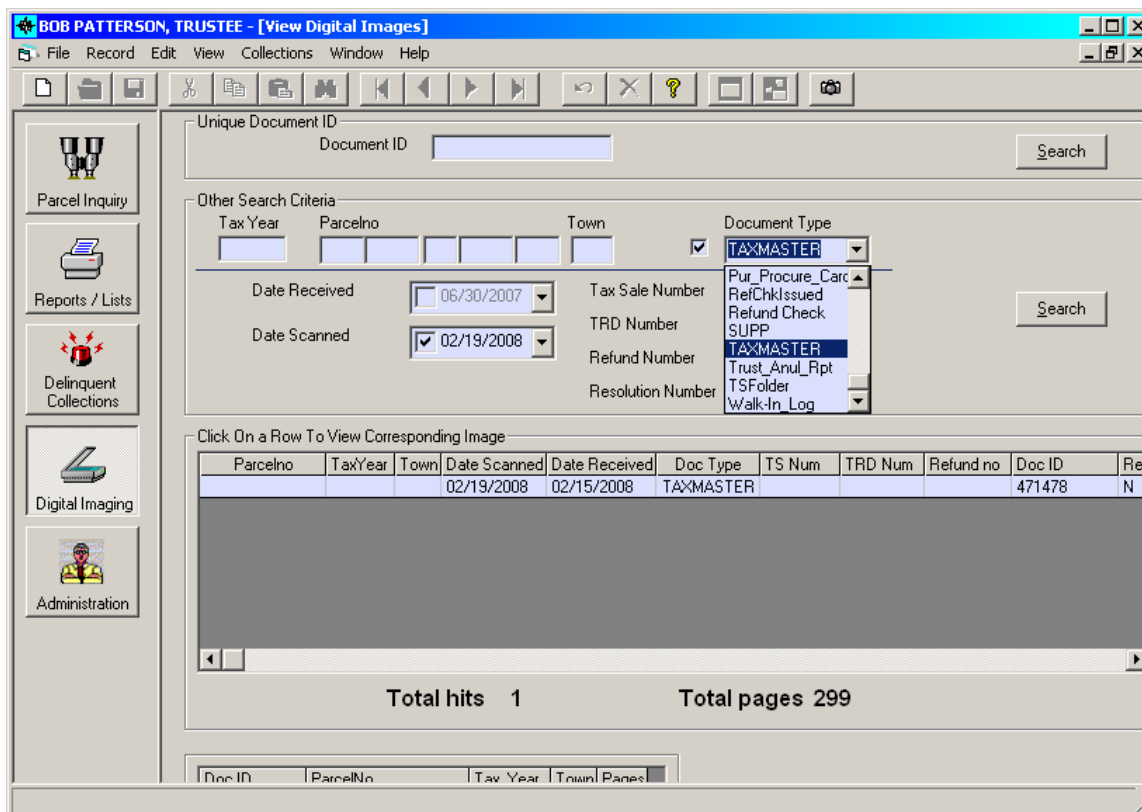 BOB PATTERSON, TRUSTEE - [View Digital Images]
File Record Edit View Collections Window Help
Unique Document ID
Document ID
Search
Parcel Inquiry
Other Search Criteria
Tax Year Parcelno Town Document Type
TAXMASTER
Pur_Procure_Card
RefChkIssued
Refund Check
SUPP
TAXMASTER
Trust_Anul_Rpt
TSFolder
Walk-In_Log
Date Received 06/30/2007
Date Scanned 02/19/2008
Tax Sale Number
TRD Number
Refund Number
Resolution Number
Search
Reports / Lists
Delinquent
Collections
Digital Imaging
Administration
Click On a Row To View Corresponding Image
Parcelno TaxYear Town Date Scanned Date Received Doc Type TS Num TRD Num Refund no Doc ID Re
02/19/2008 02/15/2008 TAXMASTER 471478 N
Total hits 1 Total pages 299
Doc ID ParcelNo Tax_Year Town Pages